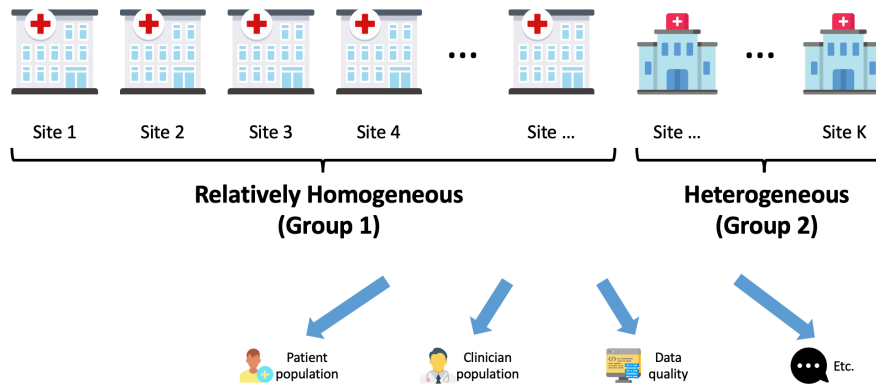 ...
...
Site 1
Site 2
Site 3
Site 4
Site ...
Site ...
Site K
Relatively Homogeneous
(Group 1)
Heterogeneous
(Group 2)
Patient
population
Clinician
population
Data
quality
Etc.